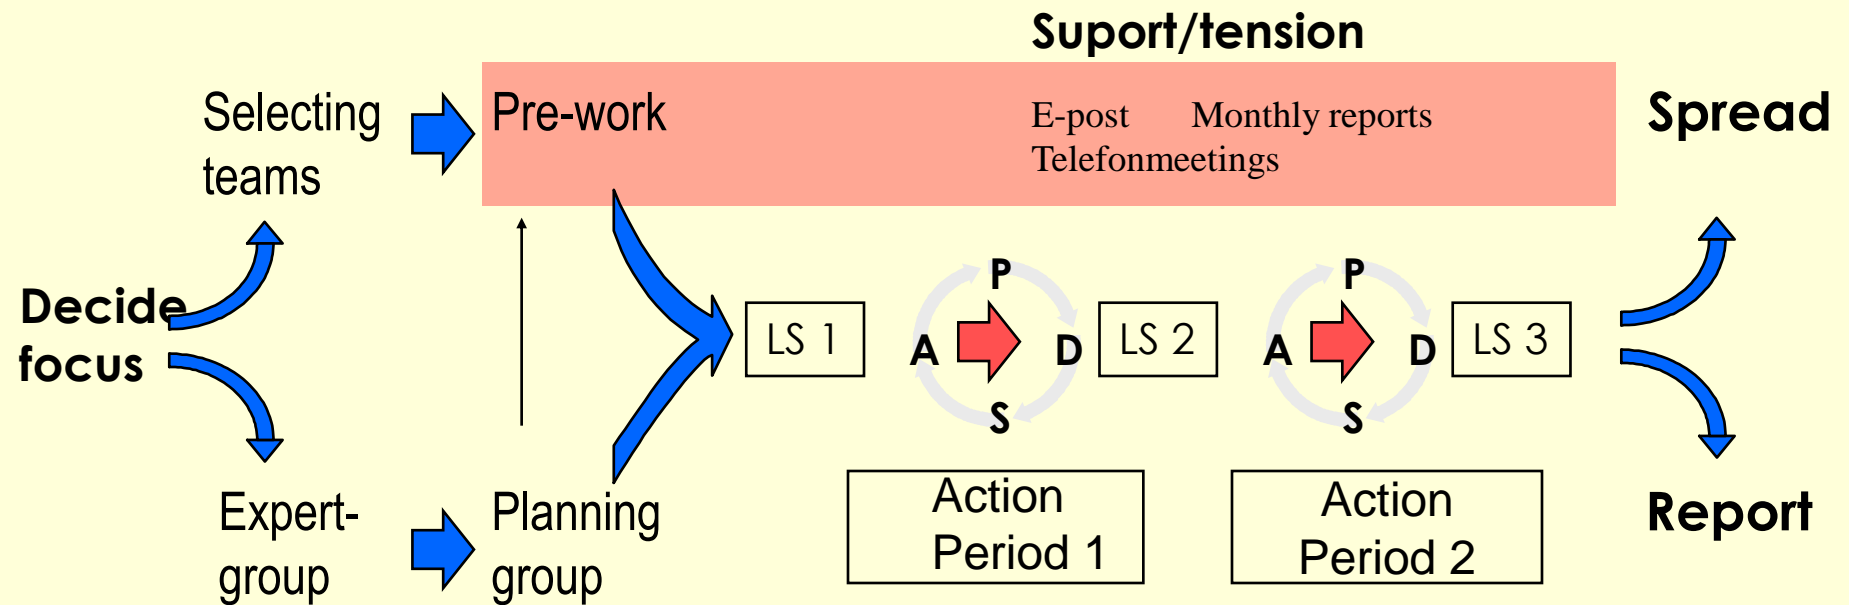 Suport/tension
Selecting
teams
Pre-work
E-post Monthly reports
Telefonmeetings
Spread
Decide
focus
LS 1
P
A
D
S
LS 2
P
A
D
S
LS 3
Expert-
group
Planning
group
Action
Period 1
Action
Period 2
Report